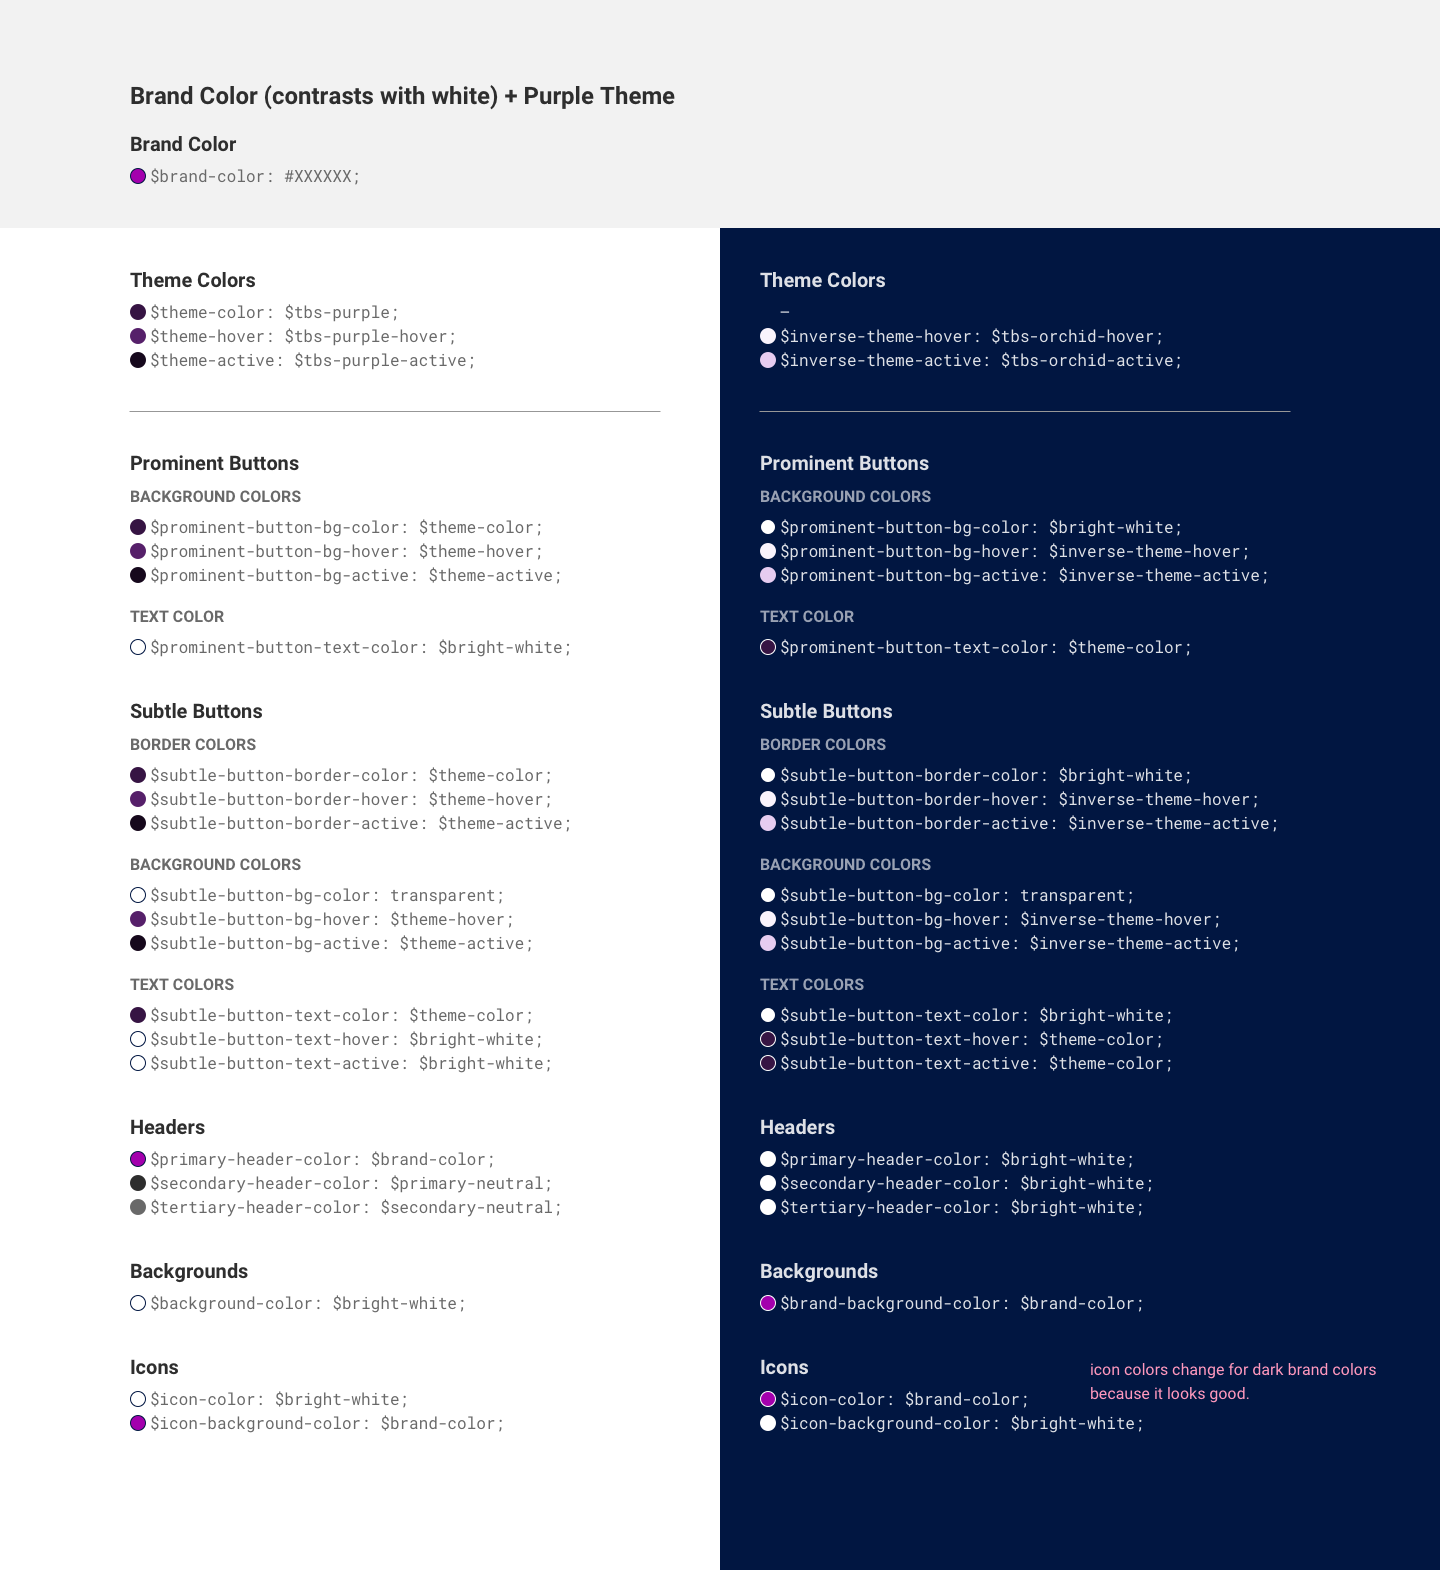 Brand Color (contrasts with white) + Purple Theme
Brand Color
$brand-color: #XXXXXX;
Theme Colors
$theme-color: $tbs-purple;
$theme-hover: $tbs-purple-hover;
$theme-active: $tbs-purple-active;
Prominent Buttons
BACKGROUND COLORS
$prominent-button-bg-color: $theme-color;
$prominent-button-bg-hover: $theme-hover;
$prominent-button-bg-active: $theme-active;
TEXT COLOR
$prominent-button-text-color: $bright-white;
Subtle Buttons
BORDER COLORS
$subtle-button-border-color: $theme-color;
$subtle-button-border-hover: $theme-hover;
$subtle-button-border-active: $theme-active;
BACKGROUND COLORS
$subtle-button-bg-color: transparent;
$subtle-button-bg-hover: $theme-hover;
$subtle-button-bg-active: $theme-active;
TEXT COLORS
$subtle-button-text-color: $theme-color;
$subtle-button-text-hover: $bright-white;
$subtle-button-text-active: $bright-white;
Headers
$primary-header-color: $brand-color;
$secondary-header-color: $primary-neutral;
$tertiary-header-color: $secondary-neutral;
Backgrounds
$background-color: $bright-white;
Icons
$icon-color: $bright-white;
$icon-background-color: $brand-color;
Theme Colors
–
$inverse-theme-hover: $tbs-orchid-hover;
$inverse-theme-active: $tbs-orchid-active;
Prominent Buttons
BACKGROUND COLORS
$prominent-button-bg-color: $bright-white;
$prominent-button-bg-hover: $inverse-theme-hover;
$prominent-button-bg-active: $inverse-theme-active;
TEXT COLOR
$prominent-button-text-color: $theme-color;
Subtle Buttons
BORDER COLORS
$subtle-button-border-color: $bright-white;
$subtle-button-border-hover: $inverse-theme-hover;
$subtle-button-border-active: $inverse-theme-active;
BACKGROUND COLORS
$subtle-button-bg-color: transparent;
$subtle-button-bg-hover: $inverse-theme-hover;
$subtle-button-bg-active: $inverse-theme-active;
TEXT COLORS
$subtle-button-text-color: $bright-white;
$subtle-button-text-hover: $theme-color;
$subtle-button-text-active: $theme-color;
Headers
$primary-header-color: $bright-white;
$secondary-header-color: $bright-white;
$tertiary-header-color: $bright-white;
Backgrounds
$brand-background-color: $brand-color;
Icons
$icon-color: $brand-color;
$icon-background-color: $bright-white;
icon colors change for dark brand colors
because it looks good.